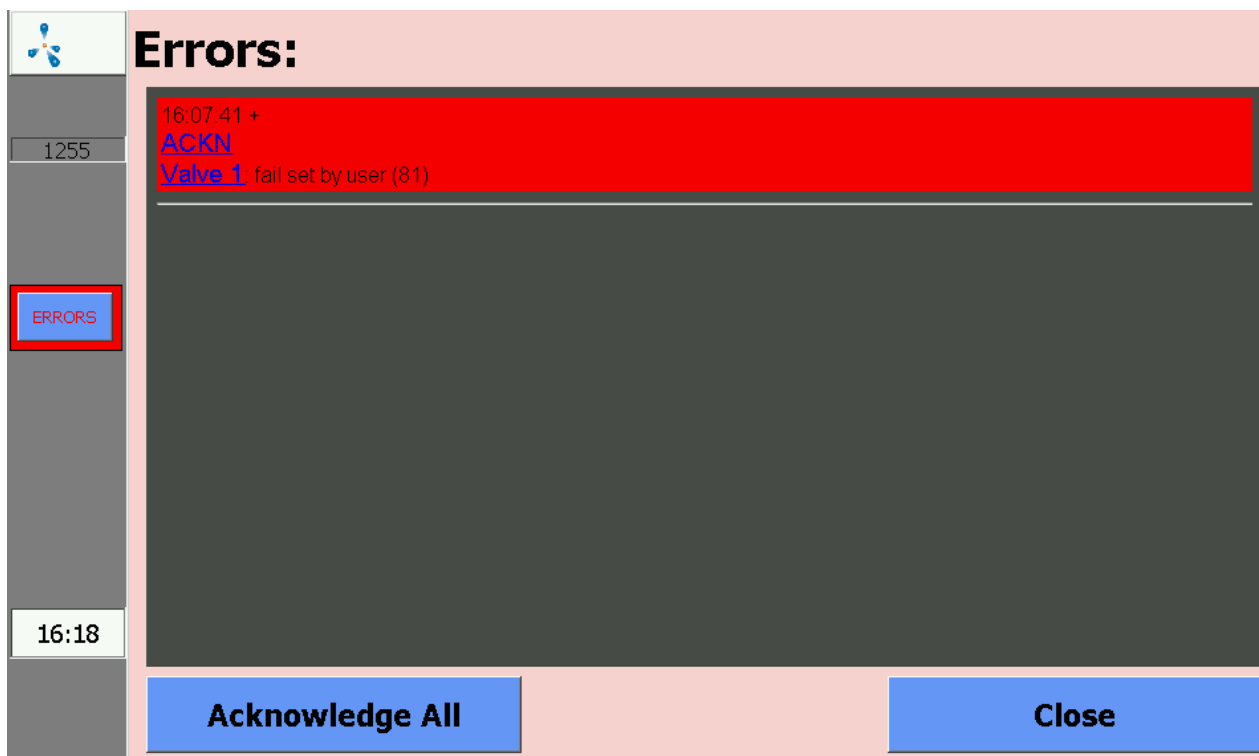 Errors:
16:07:41 +
ACKN
Valve 1: fail set by user (81)
1255
ERRORS
16:18
Acknowledge All
Close